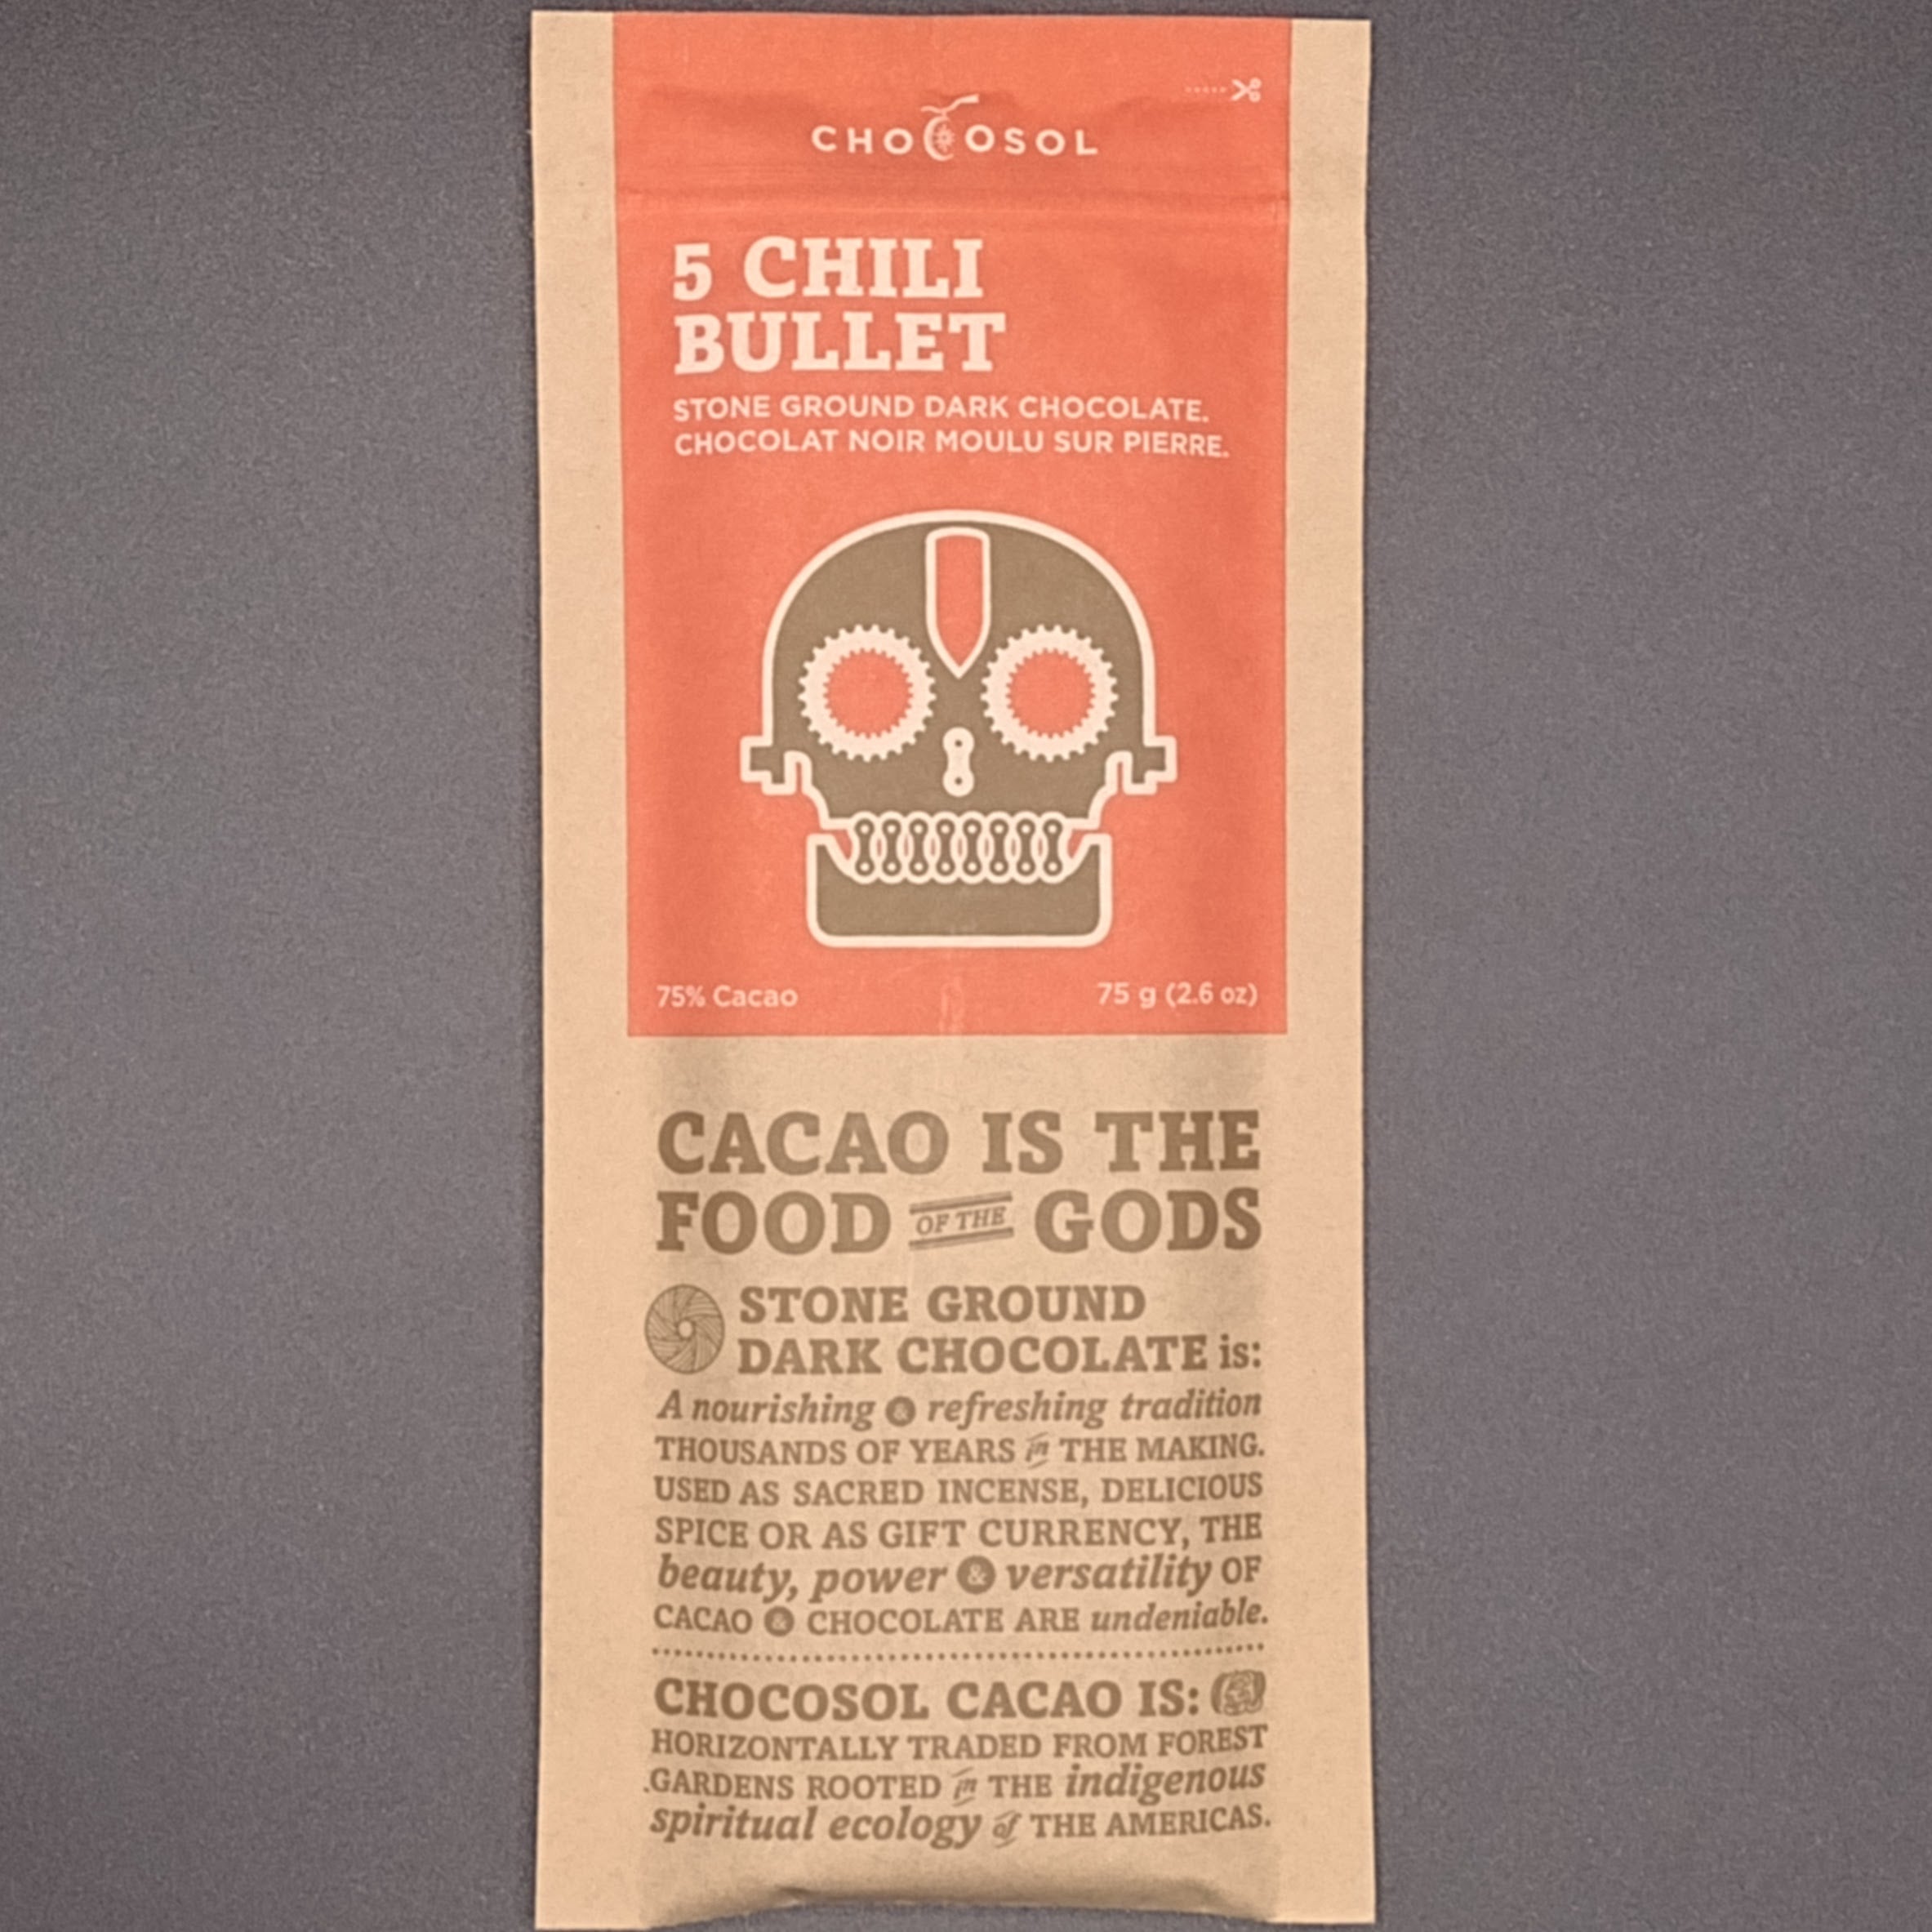 CHOCOSOL
5 CHILI
BULLET
STONE GROUND DARK CHOCOLATE.
CHOCOLAT NOIR MOULU SUR PIERRE.
75% Cacao 75 g (2.6 oz)
CACAO IS THE
FOOD OF THE GODS
STONE GROUND
DARK CHOCOLATE is:
A nourishing & refreshing tradition
THOUSANDS OF YEARS in THE MAKING.
USED AS SACRED INCENSE, DELICIOUS
SPICE OR AS GIFT CURRENCY, THE
beauty, power & versatility OF
CACAO & CHOCOLATE ARE undeniable.
CHOCOSOL CACAO IS:
HORIZONTALLY TRADED FROM FOREST
GARDENS ROOTED in THE indigenous
spiritual ecology of THE AMERICAS.